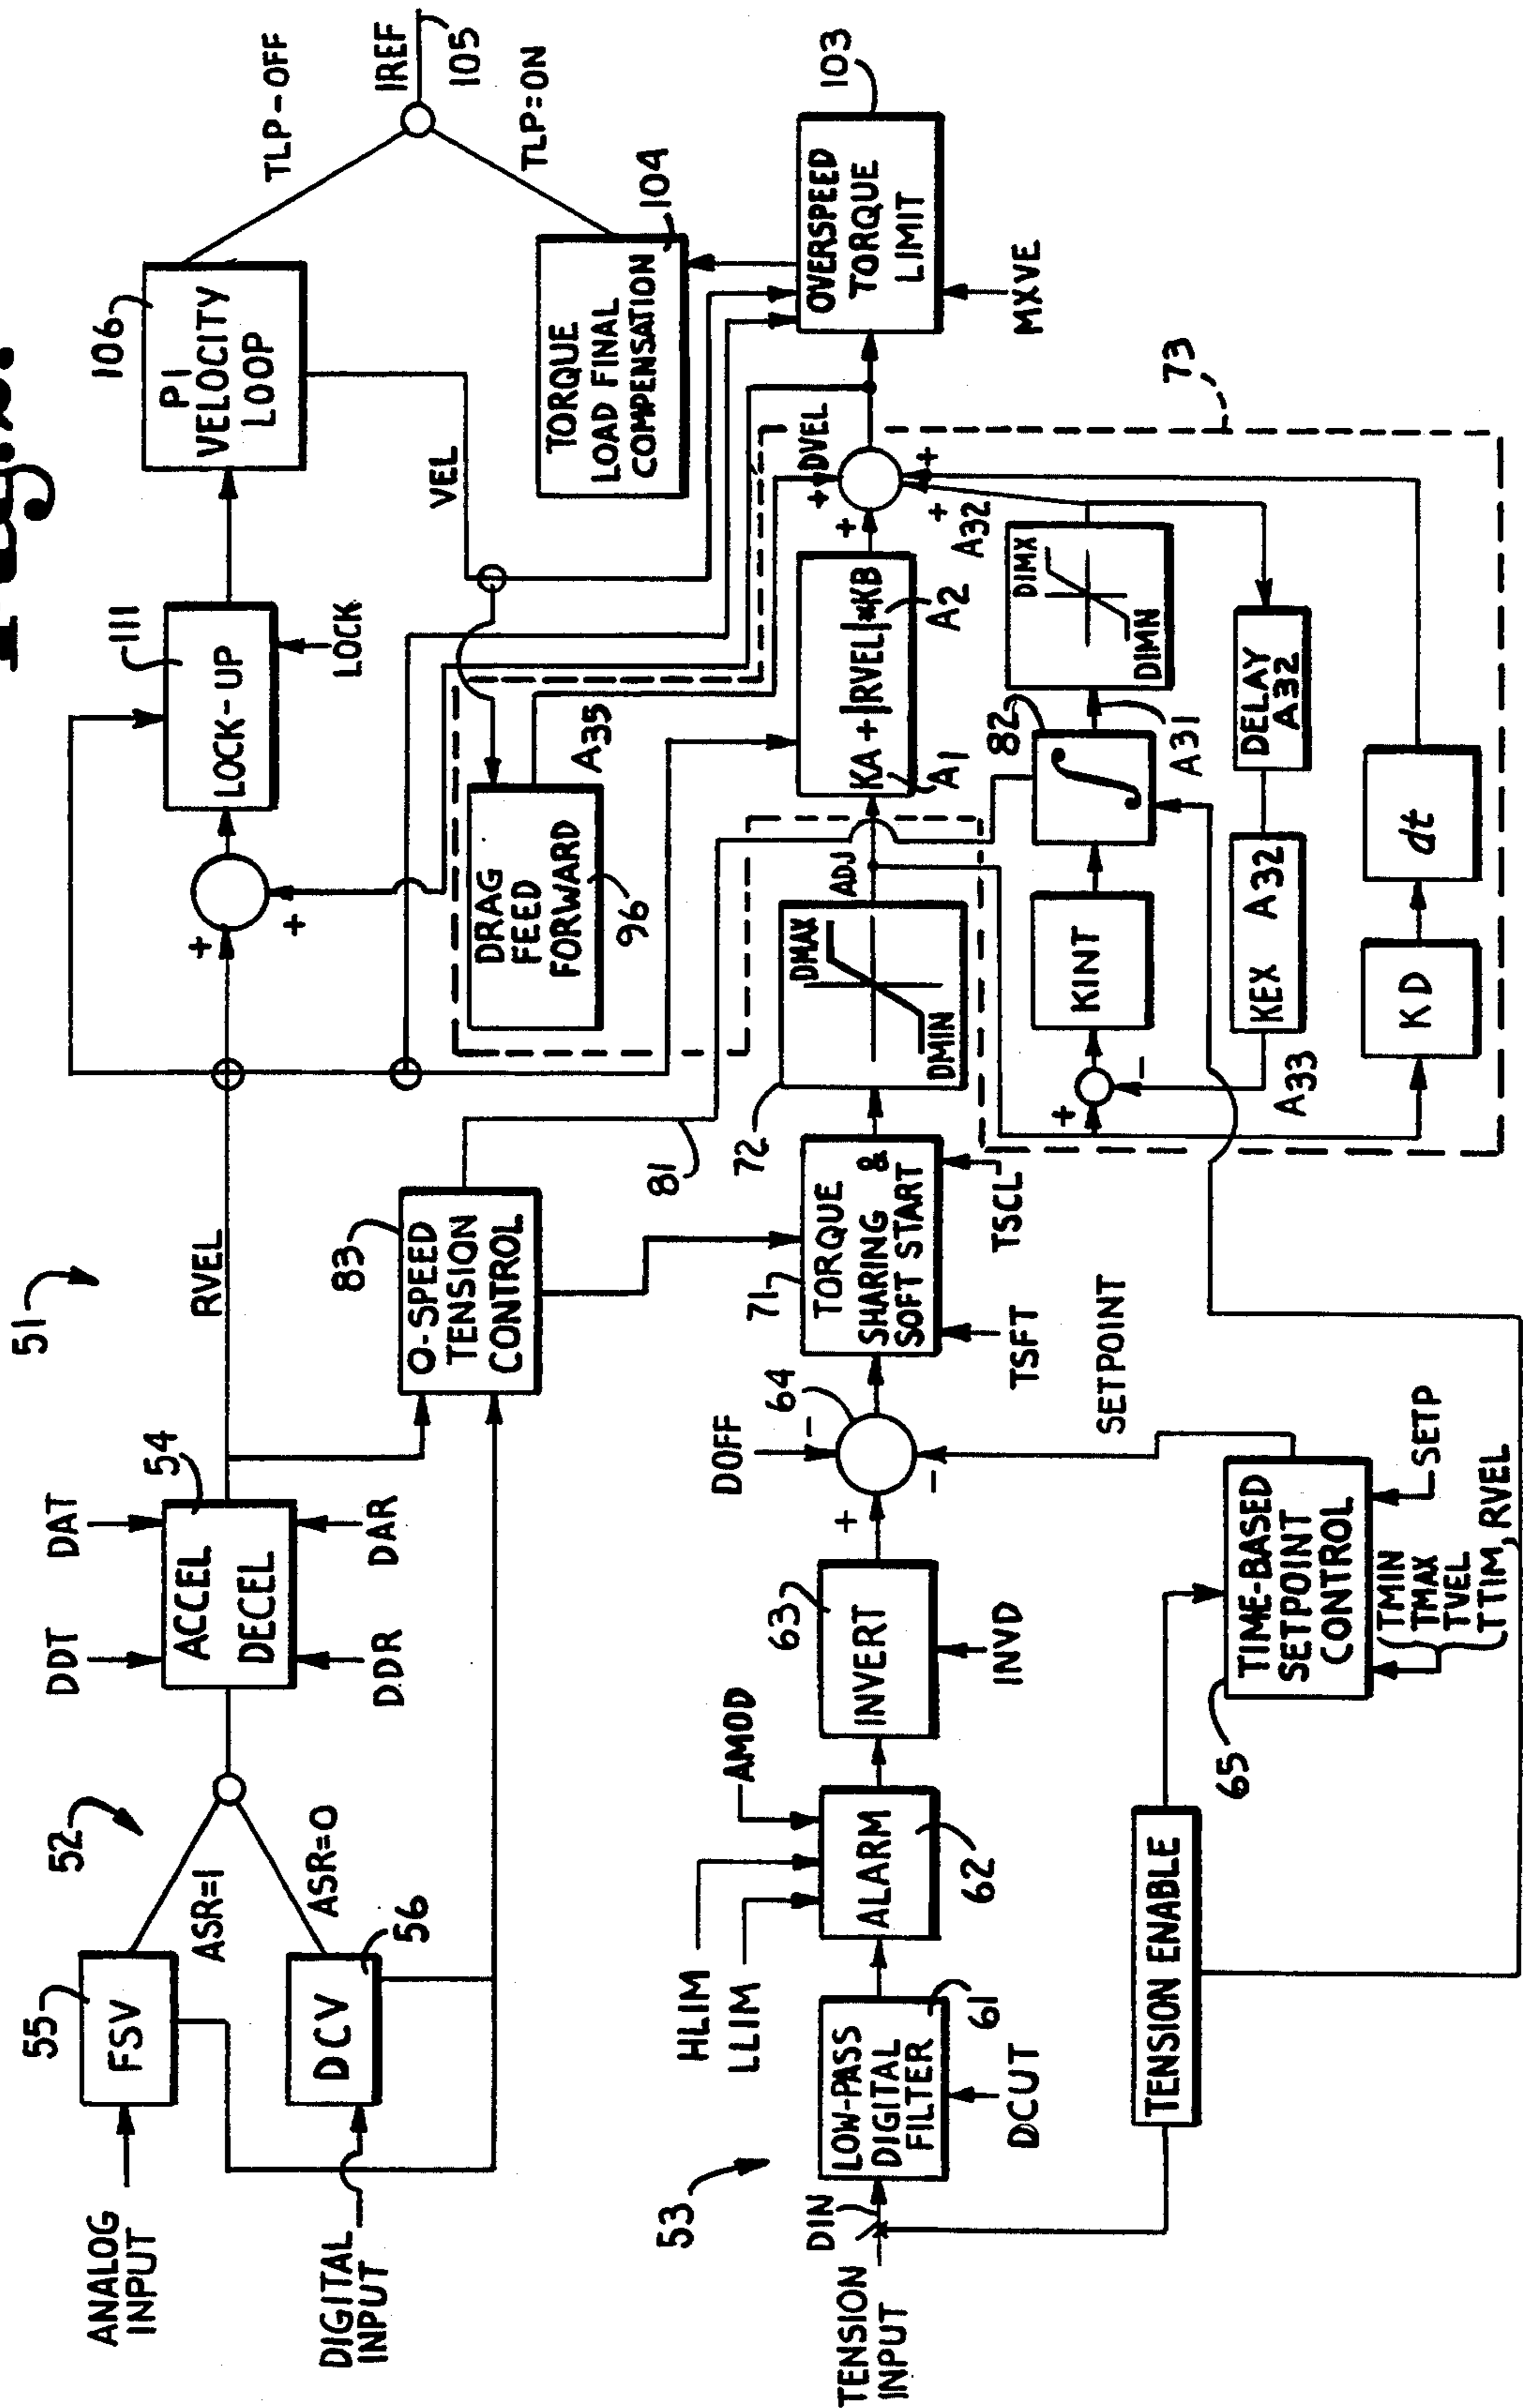 51
52
ANALOG
INPUT
DIGITAL
INPUT
55
FSV
DCV
56
ASR=1
ASR=0
DDT
DAT
54
ACCEL
DECEL
DDR
DAR
RVEL
83
0-SPEED
TENSION
CONTROL
81
+
+
111
LOCK-UP
LOCK
106
PI
VELOCITY
LOOP
VEL
TLP-OFF
TLP=ON
IREF
105
TORQUE
LOAD FINAL
COMPENSATION
104
DRAG
FEED
FORWARD
96
A35
53
TENSION
INPUT
DIN
LOW-PASS
DIGITAL
FILTER
61
DCUT
HLIM
LLIM
AMOD
ALARM
62
63
INVERT
INVD
DOFF
64
+
-
-
71
TORQUE
SHARING &
SOFT START
TSFT
TSCL
72
DMAX
DMIN
ADJ
KA + |RVEL|*KB
A1
A2
+
+
DVEL
+
+
A32
OVERSPEED
TORQUE
LIMIT
103
MXVE
73
SETPOINT
TENSION ENABLE
65
TIME-BASED
SETPOINT
CONTROL
SETP
TMIN
TMAX
TVEL
TTIM, RVEL
+
-
KINT
82
∫
A31
DIMX
DIMN
A33
KEX A32
DELAY
A32
KD
dt